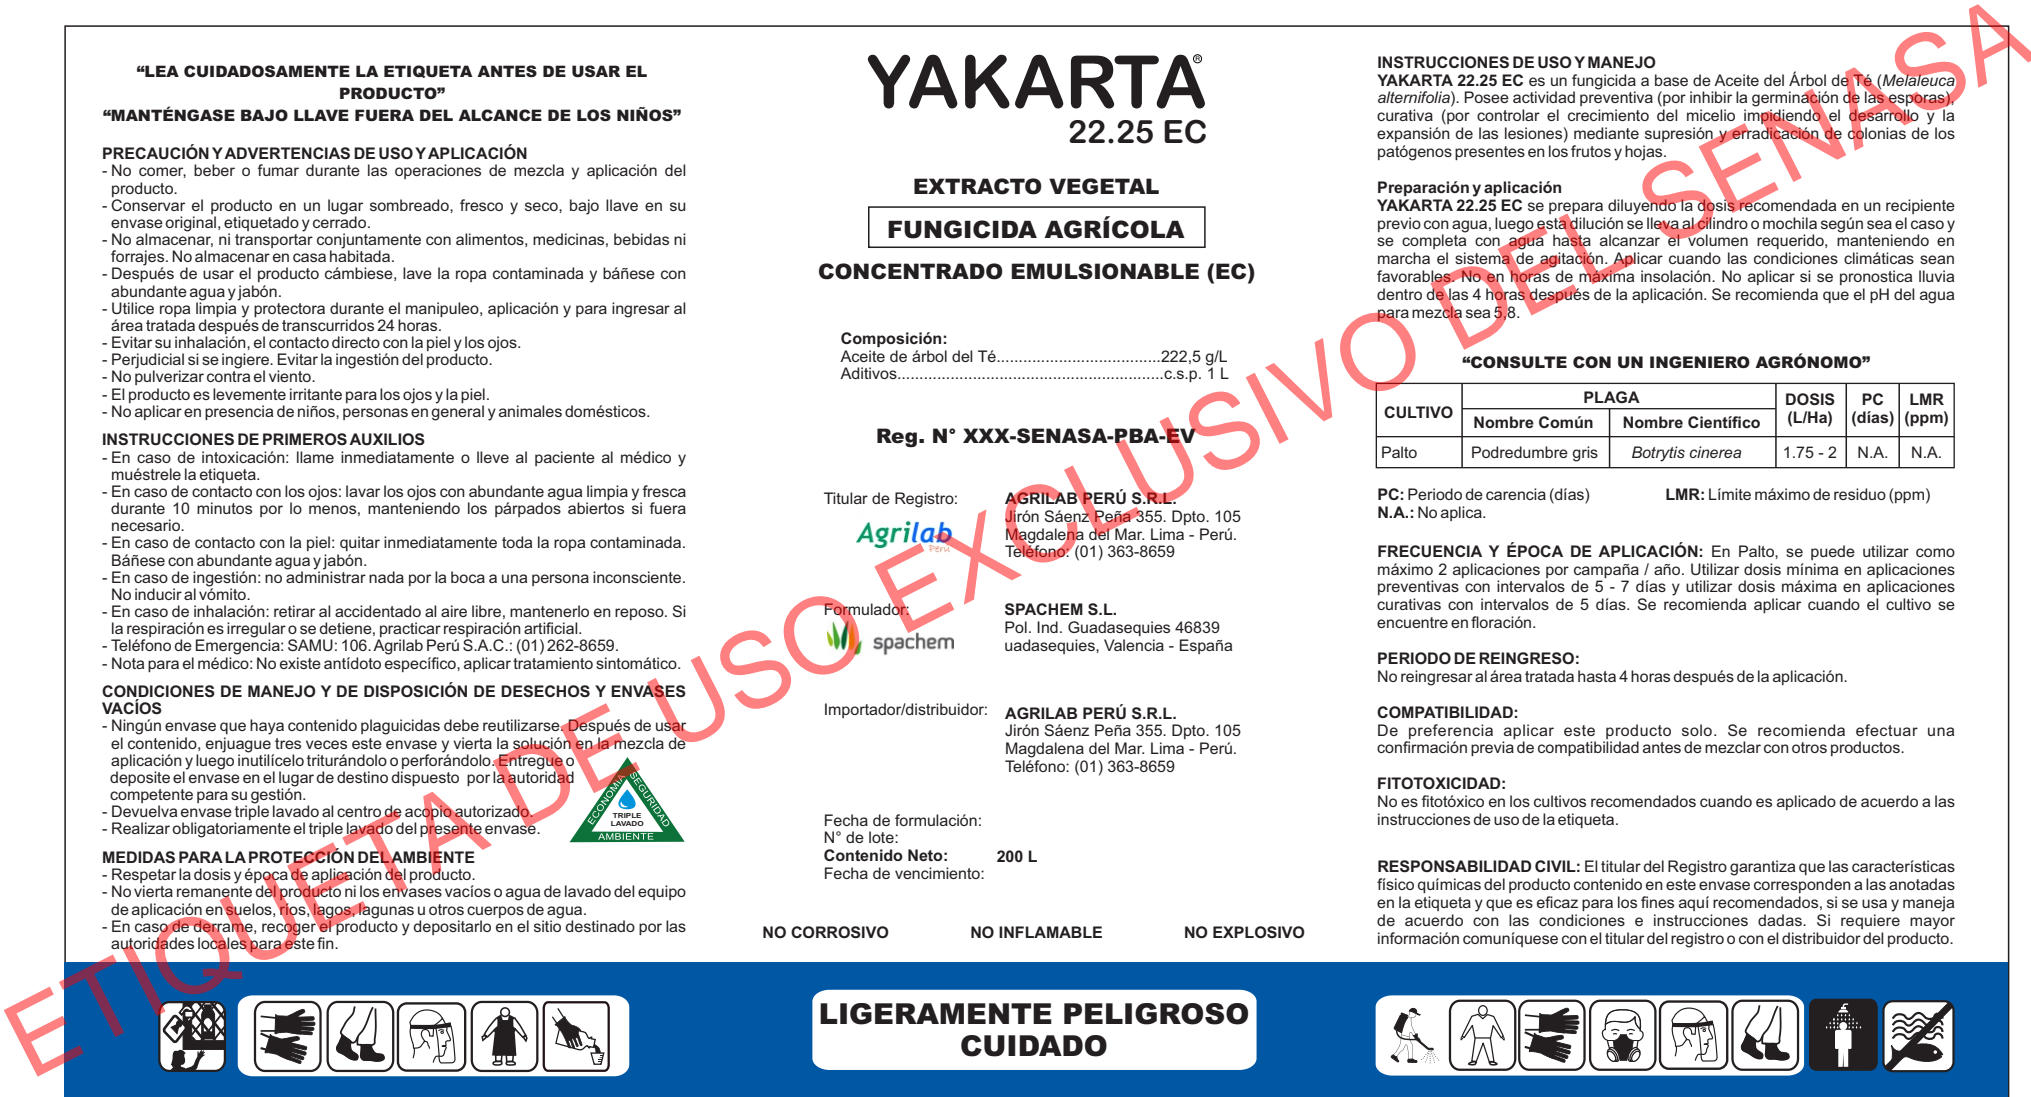 “LEA CUIDADOSAMENTE LA ETIQUETA ANTES DE USAR EL
PRODUCTO”
“MANTÉNGASE BAJO LLAVE FUERA DEL ALCANCE DE LOS NIÑOS”
PRECAUCIÓN Y ADVERTENCIAS DE USO Y APLICACIÓN
- No comer, beber o fumar durante las operaciones de mezcla y aplicación del
producto.
- Conservar el producto en un lugar sombreado, fresco y seco, bajo llave en su
envase original, etiquetado y cerrado.
- No almacenar, ni transportar conjuntamente con alimentos, medicinas, bebidas ni
forrajes. No almacenar en casa habitada.
- Después de usar el producto cámbiese, lave la ropa contaminada y báñese con
abundante agua y jabón.
- Utilice ropa limpia y protectora durante el manipuleo, aplicación y para ingresar al
área tratada después de transcurridos 24 horas.
- Evitar su inhalación, el contacto directo con la piel y los ojos.
- Perjudicial si se ingiere. Evitar la ingestión del producto.
- No pulverizar contra el viento.
- El producto es levemente irritante para los ojos y la piel.
- No aplicar en presencia de niños, personas en general y animales domésticos.
INSTRUCCIONES DE PRIMEROS AUXILIOS
- En caso de intoxicación: llame inmediatamente o lleve al paciente al médico y
muéstrele la etiqueta.
- En caso de contacto con los ojos: lavar los ojos con abundante agua limpia y fresca
durante 10 minutos por lo menos, manteniendo los párpados abiertos si fuera
necesario.
- En caso de contacto con la piel: quitar inmediatamente toda la ropa contaminada.
Báñese con abundante agua y jabón.
- En caso de ingestión: no administrar nada por la boca a una persona inconsciente.
No inducir al vómito.
- En caso de inhalación: retirar al accidentado al aire libre, mantenerlo en reposo. Si
la respiración es irregular o se detiene, practicar respiración artificial.
- Teléfono de Emergencia: SAMU: 106. Agrilab Perú S.A.C.: (01) 262-8659.
- Nota para el médico: No existe antídoto específico, aplicar tratamiento sintomático.
CONDICIONES DE MANEJO Y DE DISPOSICIÓN DE DESECHOS Y ENVASES
VACÍOS
- Ningún envase que haya contenido plaguicidas debe reutilizarse. Después de usar
el contenido, enjuague tres veces este envase y vierta la solución en la mezcla de
aplicación y luego inutilícelo triturándolo o perforándolo. Entregue o
deposite el envase en el lugar de destino dispuesto por la autoridad
competente para su gestión.
- Devuelva envase triple lavado al centro de acopio autorizado.
- Realizar obligatoriamente el triple lavado del presente envase.
ECONOMIA SEGURIDAD
TRIPLE
LAVADO
AMBIENTE
MEDIDAS PARA LA PROTECCIÓN DEL AMBIENTE
- Respetar la dosis y época de aplicación del producto.
- No vierta remanente del producto ni los envases vacíos o agua de lavado del equipo
de aplicación en suelos, ríos, lagos, lagunas u otros cuerpos de agua.
- En caso de derrame, recoger el producto y depositarlo en el sitio destinado por las
autoridades locales para este fin.
YAKARTA®
22.25 EC
EXTRACTO VEGETAL
FUNGICIDA AGRÍCOLA
CONCENTRADO EMULSIONABLE (EC)
Composición:
Aceite de árbol del Té.....................................222,5 g/L
Aditivos............................................................c.s.p. 1 L
Reg. N° XXX-SENASA-PBA-EV
Titular de Registro: AGRILAB PERÚ S.R.L.
Jirón Sáenz Peña 355. Dpto. 105
Magdalena del Mar. Lima - Perú.
Teléfono: (01) 363-8659
Agrilab
Perú
Formulador: SPACHEM S.L.
Pol. Ind. Guadasequies 46839
uadasequies, Valencia - España
spachem
Importador/distribuidor: AGRILAB PERÚ S.R.L.
Jirón Sáenz Peña 355. Dpto. 105
Magdalena del Mar. Lima - Perú.
Teléfono: (01) 363-8659
Fecha de formulación:
N° de lote:
Contenido Neto: 200 L
Fecha de vencimiento:
NO CORROSIVO NO INFLAMABLE NO EXPLOSIVO
INSTRUCCIONES DE USO Y MANEJO
YAKARTA 22.25 EC es un fungicida a base de Aceite del Árbol de Té (Melaleuca
alternifolia). Posee actividad preventiva (por inhibir la germinación de las esporas),
curativa (por controlar el crecimiento del micelio impidiendo el desarrollo y la
expansión de las lesiones) mediante supresión y erradicación de colonias de los
patógenos presentes en los frutos y hojas.
Preparación y aplicación
YAKARTA 22.25 EC se prepara diluyendo la dosis recomendada en un recipiente
previo con agua, luego esta dilución se lleva al cilindro o mochila según sea el caso y
se completa con agua hasta alcanzar el volumen requerido, manteniendo en
marcha el sistema de agitación. Aplicar cuando las condiciones climáticas sean
favorables. No en horas de máxima insolación. No aplicar si se pronostica lluvia
dentro de las 4 horas después de la aplicación. Se recomienda que el pH del agua
para mezcla sea 5,8.
“CONSULTE CON UN INGENIERO AGRÓNOMO”
CULTIVO PLAGA DOSIS (L/Ha) PC (días) LMR (ppm)
Nombre Común Nombre Científico
Palto Podredumbre gris Botrytis cinerea 1.75 - 2 N.A. N.A.
PC: Periodo de carencia (días) LMR: Límite máximo de residuo (ppm)
N.A.: No aplica.
FRECUENCIA Y ÉPOCA DE APLICACIÓN: En Palto, se puede utilizar como
máximo 2 aplicaciones por campaña / año. Utilizar dosis mínima en aplicaciones
preventivas con intervalos de 5 - 7 días y utilizar dosis máxima en aplicaciones
curativas con intervalos de 5 días. Se recomienda aplicar cuando el cultivo se
encuentre en floración.
PERIODO DE REINGRESO:
No reingresar al área tratada hasta 4 horas después de la aplicación.
COMPATIBILIDAD:
De preferencia aplicar este producto solo. Se recomienda efectuar una
confirmación previa de compatibilidad antes de mezclar con otros productos.
FITOTOXICIDAD:
No es fitotóxico en los cultivos recomendados cuando es aplicado de acuerdo a las
instrucciones de uso de la etiqueta.
RESPONSABILIDAD CIVIL: El titular del Registro garantiza que las características
físico químicas del producto contenido en este envase corresponden a las anotadas
en la etiqueta y que es eficaz para los fines aquí recomendados, si se usa y maneja
de acuerdo con las condiciones e instrucciones dadas. Si requiere mayor
información comuníquese con el titular del registro o con el distribuidor del producto.
LIGERAMENTE PELIGROSO
CUIDADO
ETIQUETA DE USO EXCLUSIVO DEL SENASA